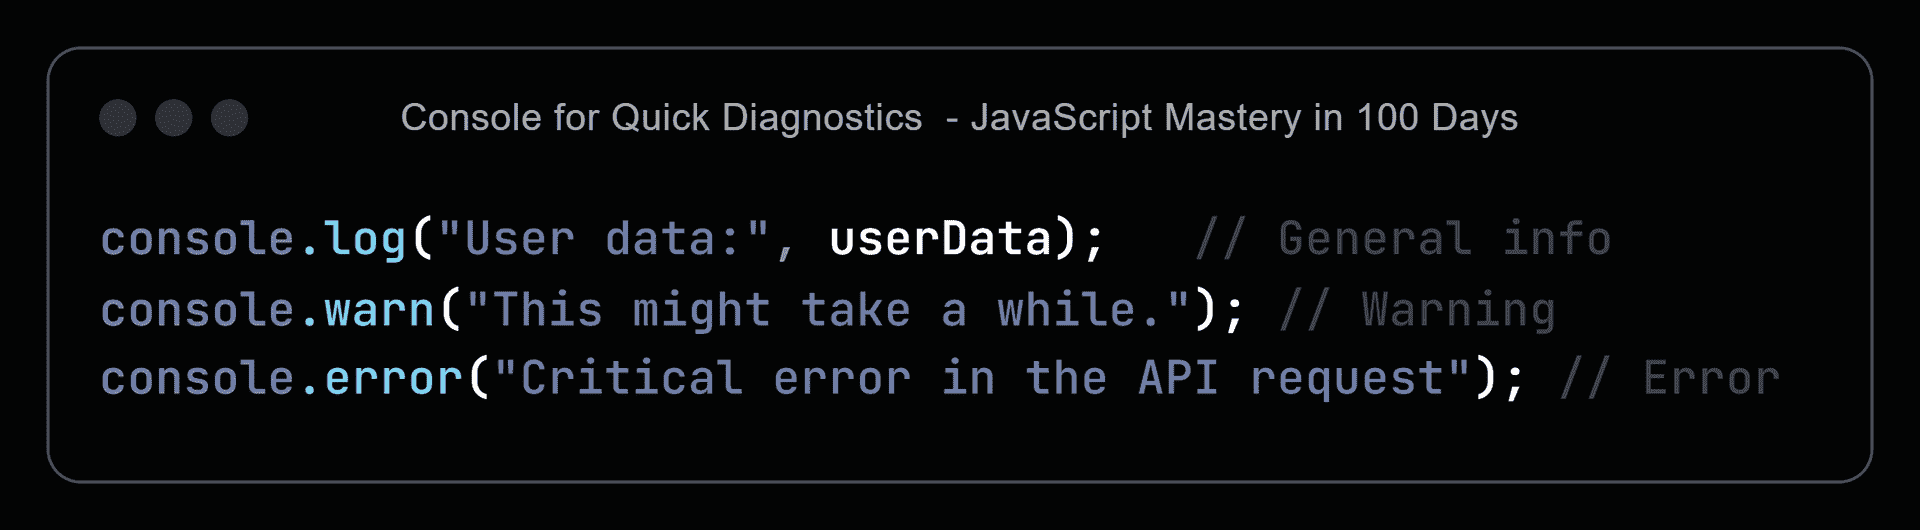 Console for Quick Diagnostics  - JavaScript Mastery in 100 Days
console.log("User data:", userData);   // General info
console.warn("This might take a while."); // Warning
console.error("Critical error in the API request"); // Error